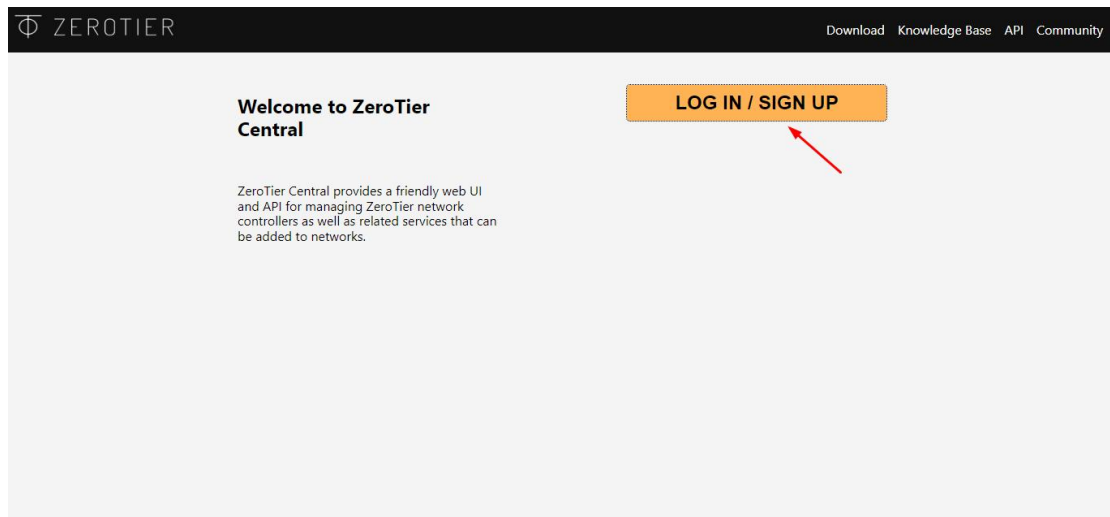 ZEROTIER
Download Knowledge Base API Community
Welcome to ZeroTier
Central
LOG IN / SIGN UP
ZeroTier Central provides a friendly web UI
and API for managing ZeroTier network
controllers as well as related services that can
be added to networks.